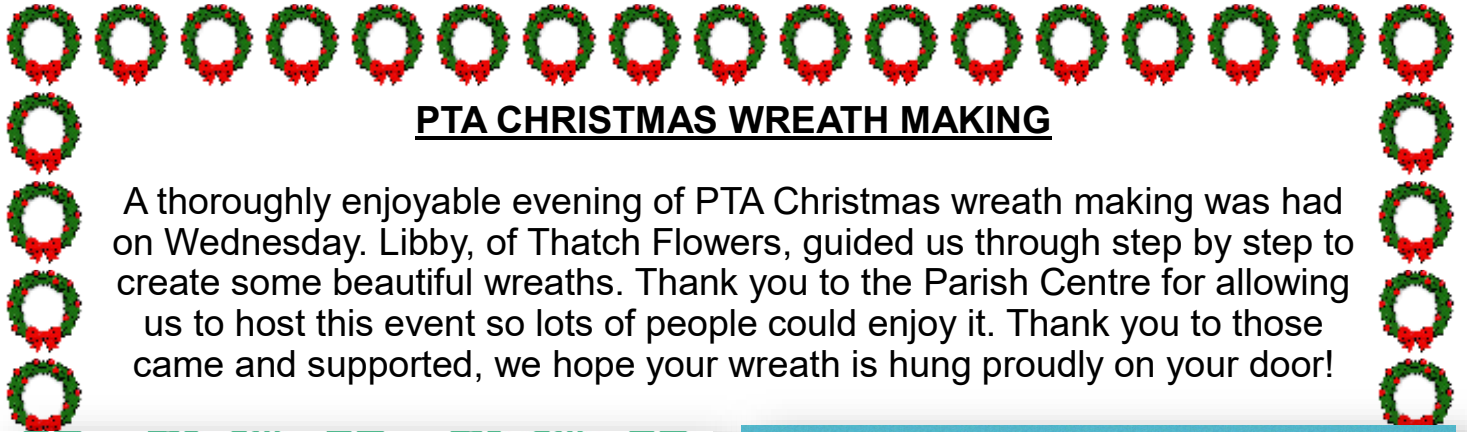 PTA CHRISTMAS WREATH MAKING
A thoroughly enjoyable evening of PTA Christmas wreath making was had
on Wednesday. Libby, of Thatch Flowers, guided us through step by step to
create some beautiful wreaths. Thank you to the Parish Centre for allowing
us to host this event so lots of people could enjoy it. Thank you to those
came and supported, we hope your wreath is hung proudly on your door!